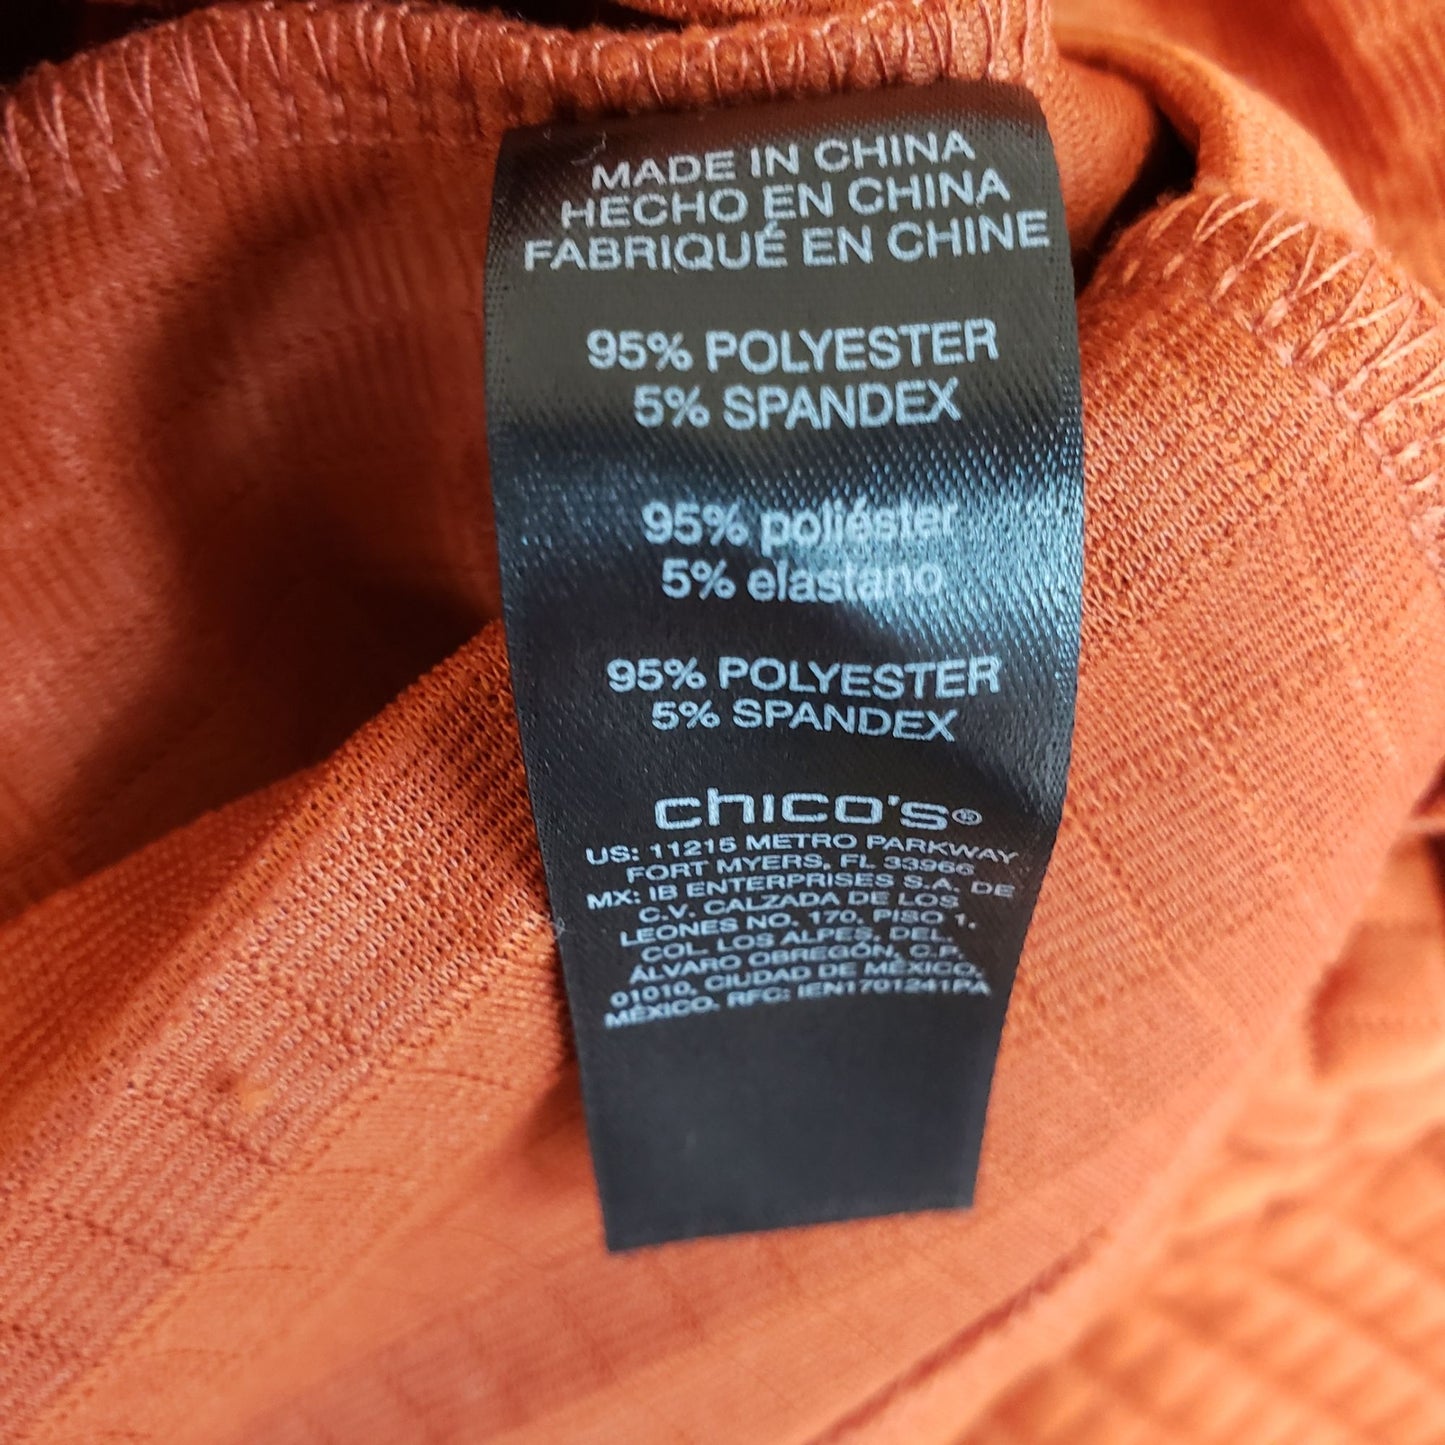 MADE IN CHINA
HECHO EN CHINA
FABRIQUÉ EN CHINE
95% POLYESTER
5% SPANDEX
95% poliéster
5% elastano
95% POLYESTER
5% SPANDEX
chico's®
US: 11215 METRO PARKWAY
FORT MYERS, FL 33966
MX: IB ENTERPRISES S.A. DE
C.V. CALZADA DE LOS
LEONES NO. 170, PISO 1,
COL. LOS ALPES, DEL.
ÁLVARO OBREGÓN, C.P.
01010, CIUDAD DE MÉXICO,
MÉXICO. RFC: IEN1701241PA